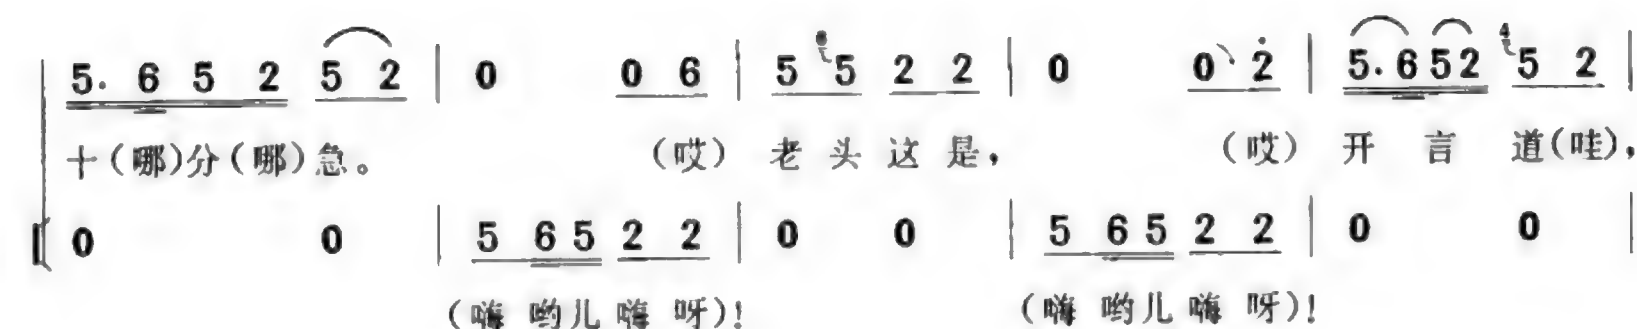 5. 6 5 2 5 2 | 0 0 6 | 5 5 2 2 | 0 0 2̇ | 5. 6 5 2 4 5 2 |
十(哪)分(哪)急。 (哎) 老 头 这 是， (哎) 开 言 道(哇)，
0 0 | 5 6 5 2 2 | 0 0 | 5 6 5 2 2 | 0 0 |
(嗨 哟儿 嗨 呀)! (嗨 哟儿 嗨 呀)!